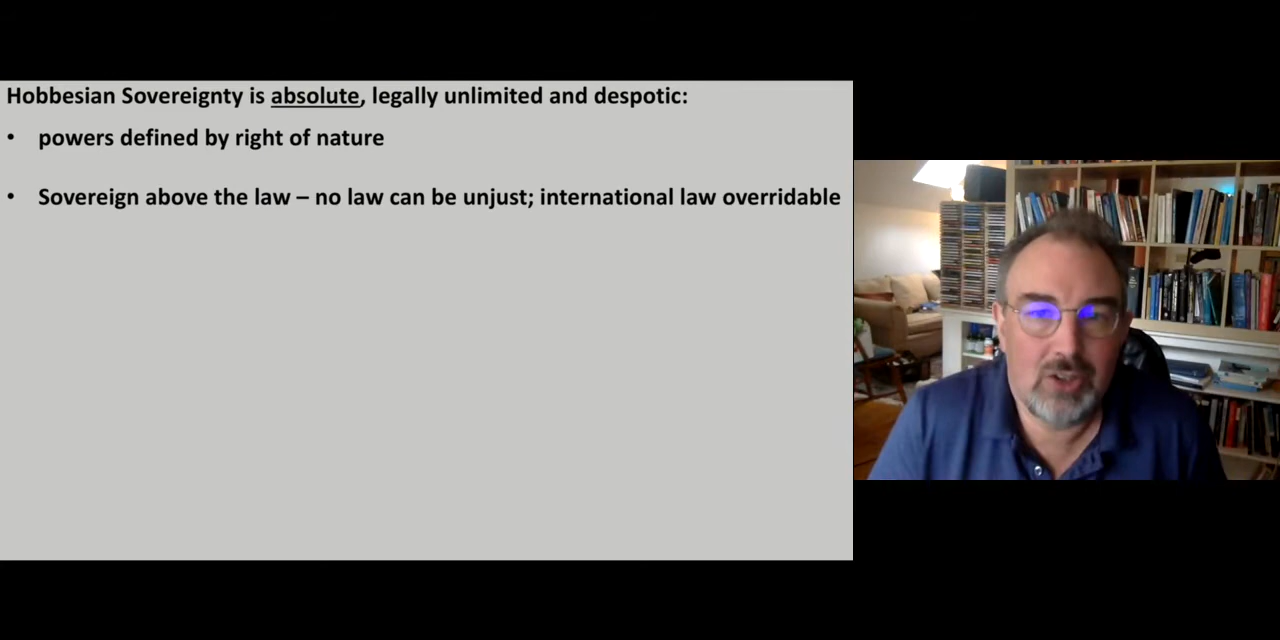 Hobbesian Sovereignty is absolute, legally unlimited and despotic:
• powers defined by right of nature
• Sovereign above the law – no law can be unjust; international law overridable